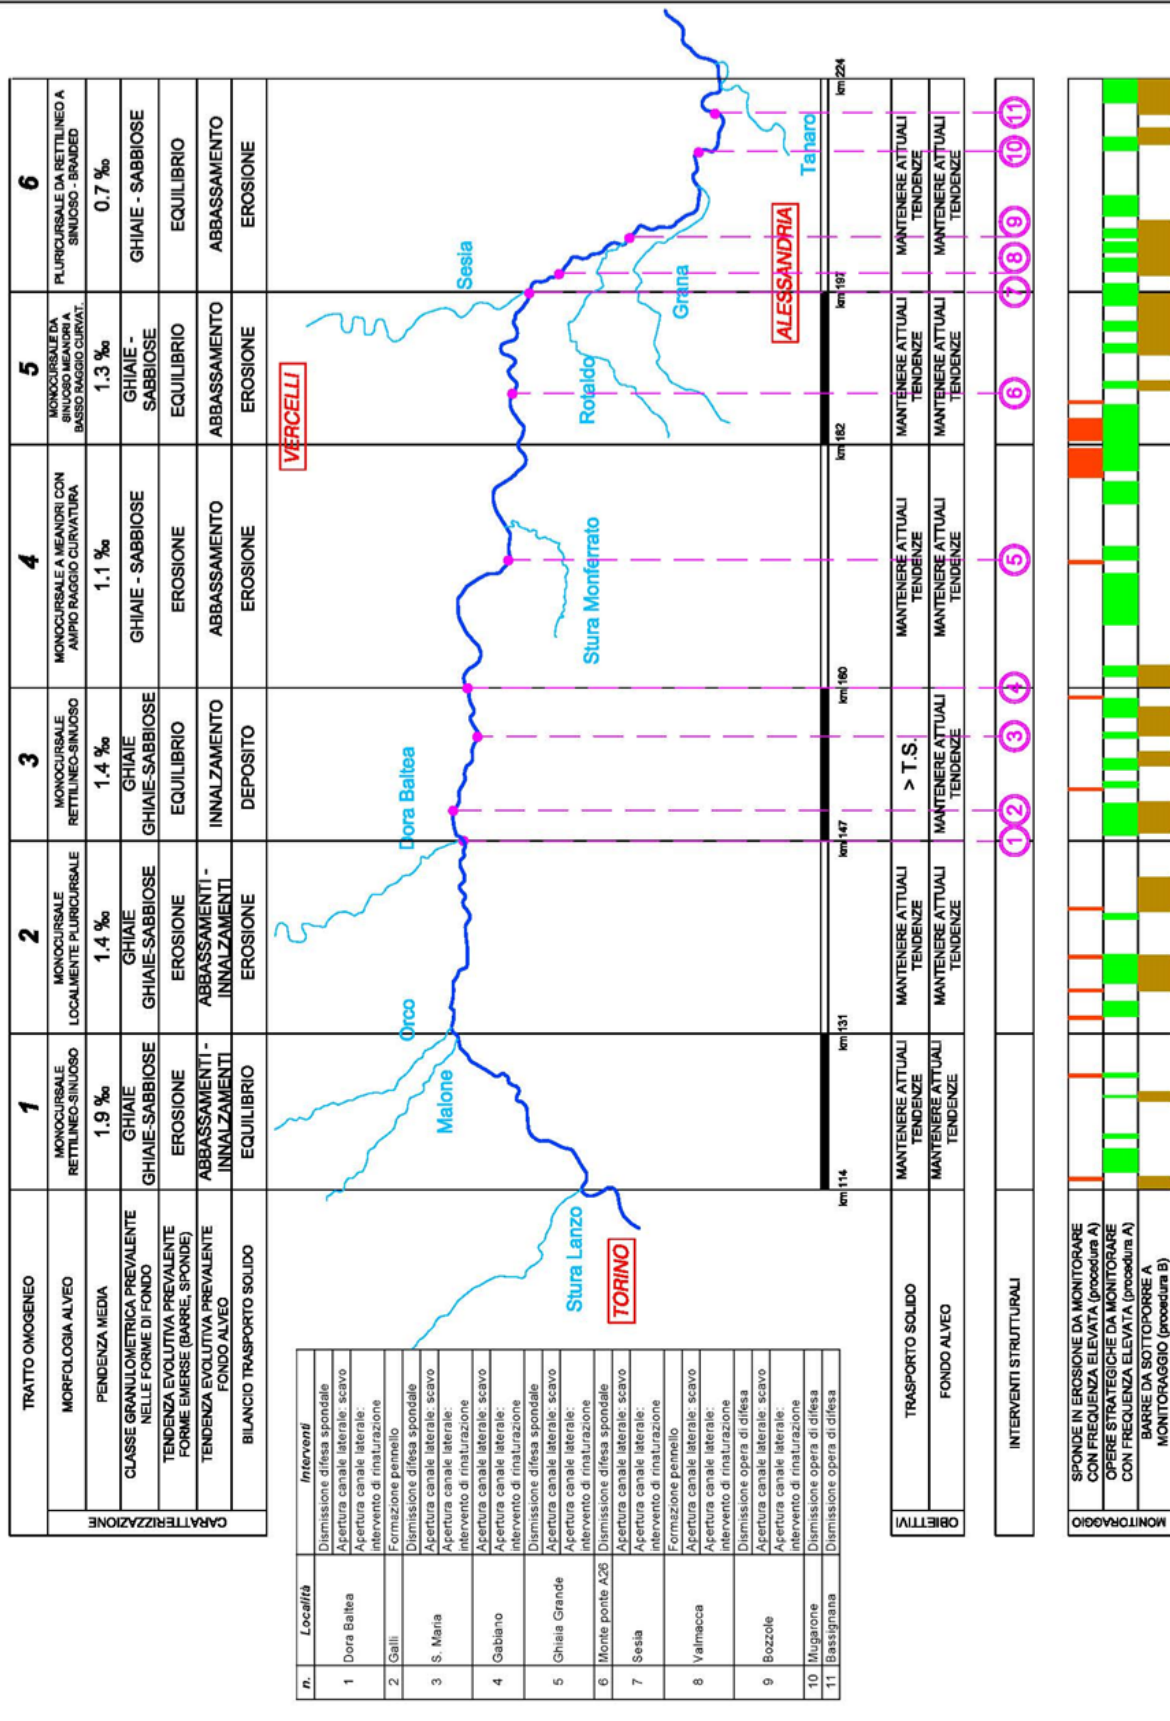 TRATTO OMOGENEO
1
2
3
4
5
6
CARATTERIZZAZIONE
MORFOLOGIA ALVEO
MONOCURSALE
RETTILINEO-SINUOSO
MONOCURSALE
LOCALMENTE PLURICURSALE
MONOCURSALE
RETTILINEO-SINUOSO
MONOCURSALE A MEANDRI CON
AMPIO RAGGIO CURVATURA
MONOCURSALE DA
SINUOSO MEANDRI A
BASSO RAGGIO CURVAT.
PLURICURSALE DA RETTILINEO A
SINUOSO - BRAIDED
PENDENZA MEDIA
1.9 ‰
1.4 ‰
1.4 ‰
1.1 ‰
1.3 ‰
0.7 ‰
CLASSE GRANULOMETRICA PREVALENTE
NELLE FORME DI FONDO
GHIAIE
GHIAIE-SABBIOSE
GHIAIE
GHIAIE-SABBIOSE
GHIAIE
GHIAIE-SABBIOSE
GHIAIE - SABBIOSE
GHIAIE -
SABBIOSE
GHIAIE - SABBIOSE
TENDENZA EVOLUTIVA PREVALENTE
FORME EMERSE (BARRE, SPONDE)
EROSIONE
EROSIONE
EQUILIBRIO
EROSIONE
EQUILIBRIO
EQUILIBRIO
TENDENZA EVOLUTIVA PREVALENTE
FONDO ALVEO
ABBASSAMENTI -
INNALZAMENTI
ABBASSAMENTI -
INNALZAMENTI
INNALZAMENTO
ABBASSAMENTO
ABBASSAMENTO
ABBASSAMENTO
BILANCIO TRASPORTO SOLIDO
EQUILIBRIO
EROSIONE
DEPOSITO
EROSIONE
EROSIONE
EROSIONE
VERCELLI
Sesia
Orco
Dora Baltea
Malone
Stura Lanzo
TORINO
Stura Monferrato
Rotaldo
Grana
ALESSANDRIA
Tanaro
km 114
km 131
km 147
km 160
km 182
km 197
km 224
n.
Località
Interventi
1
Dora Baltea
Dismissione difesa spondale
Apertura canale laterale: scavo
Apertura canale laterale:
intervento di rinaturazione
2
Galli
Formazione pennello
3
S. Maria
Dismissione difesa spondale
Apertura canale laterale: scavo
Apertura canale laterale:
intervento di rinaturazione
4
Gabiano
Apertura canale laterale: scavo
Apertura canale laterale:
intervento di rinaturazione
5
Ghiaia Grande
Dismissione difesa spondale
Apertura canale laterale: scavo
Apertura canale laterale:
intervento di rinaturazione
6
Monte ponte A26
Dismissione difesa spondale
7
Sesia
Apertura canale laterale: scavo
Apertura canale laterale:
intervento di rinaturazione
8
Valmacca
Formazione pennello
Apertura canale laterale: scavo
Apertura canale laterale:
intervento di rinaturazione
9
Bozzole
Dismissione opera di difesa
Apertura canale laterale: scavo
Apertura canale laterale:
intervento di rinaturazione
10
Mugarone
Dismissione opera di difesa
11
Bassignana
Dismissione opera di difesa
OBIETTIVI
TRASPORTO SOLIDO
MANTENERE ATTUALI
TENDENZE
MANTENERE ATTUALI
TENDENZE
> T.S.
MANTENERE ATTUALI
TENDENZE
MANTENERE ATTUALI
TENDENZE
MANTENERE ATTUALI
TENDENZE
FONDO ALVEO
MANTENERE ATTUALI
TENDENZE
MANTENERE ATTUALI
TENDENZE
MANTENERE ATTUALI
TENDENZE
MANTENERE ATTUALI
TENDENZE
MANTENERE ATTUALI
TENDENZE
MANTENERE ATTUALI
TENDENZE
INTERVENTI STRUTTURALI
1
2
3
4
5
6
7
8
9
10
11
MONITORAGGIO
SPONDE IN EROSIONE DA MONITORARE
CON FREQUENZA ELEVATA (procedura A)
OPERE STRATEGICHE DA MONITORARE
CON FREQUENZA ELEVATA (procedura A)
BARRE DA SOTTOPORRE A
MONITORAGGIO (procedura B)